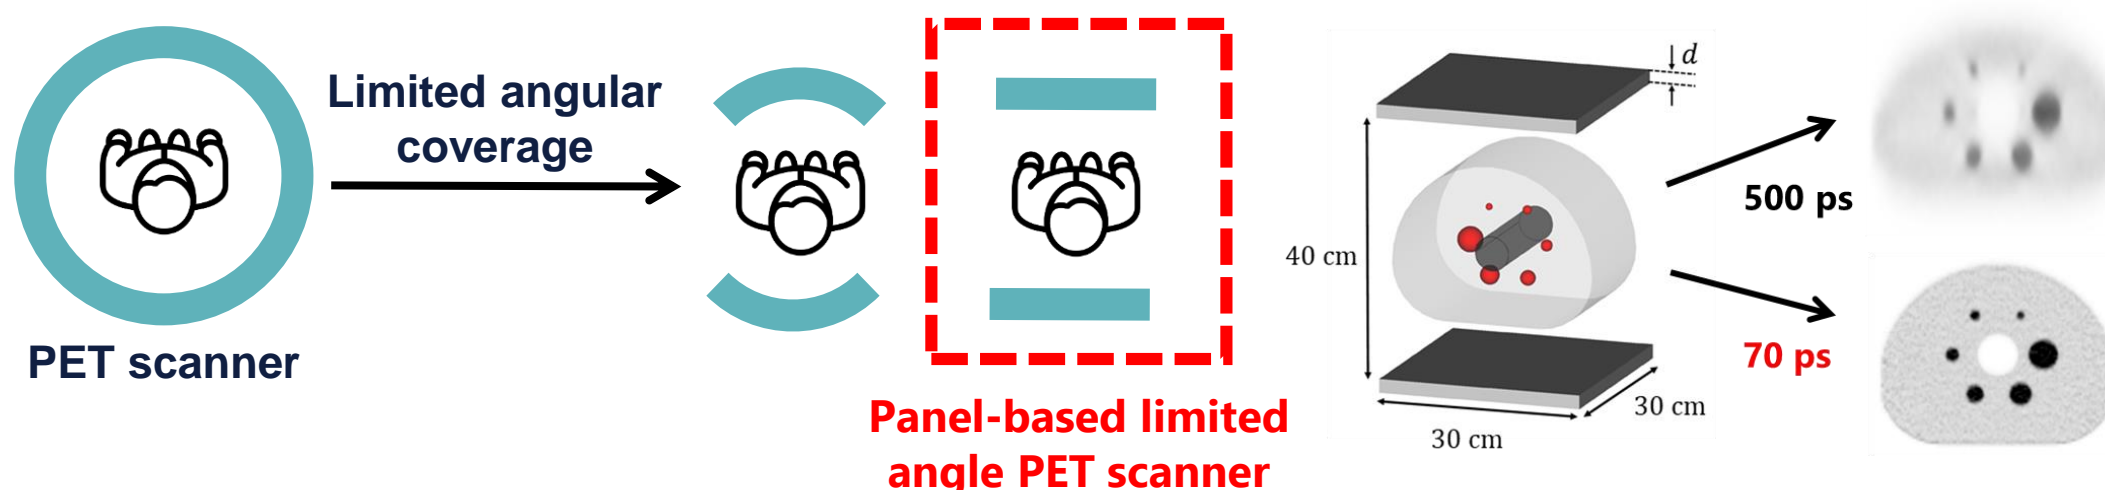 PET scanner
Limited angular
coverage
Panel-based limited
angle PET scanner
d
40 cm
30 cm
30 cm
500 ps
70 ps